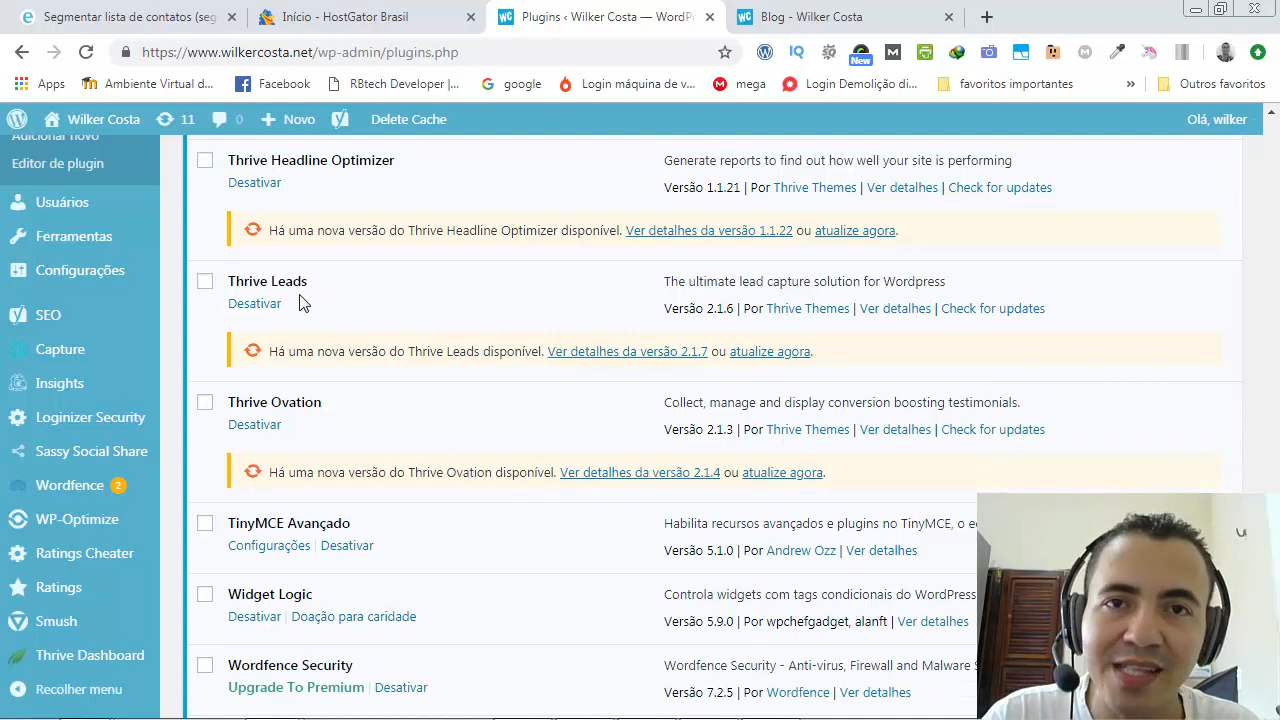 Segmentar lista de contatos (seg
Início - HostGator Brasil
Plugins ‹ Wilker Costa — WordPr
Blog - Wilker Costa
https://www.wilkercosta.net/wp-admin/plugins.php
New
Apps
Ambiente Virtual d...
Facebook
RBtech Developer |...
google
Login máquina de v...
mega
Login Demolição di...
favoritos importantes
»
Outros favoritos
Wilker Costa
11
0
Novo
Delete Cache
Olá, wilker
Adicionar novo
Editor de plugin
Usuários
Ferramentas
Configurações
SEO
Capture
Insights
Loginizer Security
Sassy Social Share
Wordfence 2
WP-Optimize
Ratings Cheater
Ratings
Smush
Thrive Dashboard
Recolher menu
Thrive Headline Optimizer
Desativar
Generate reports to find out how well your site is performing
Versão 1.1.21 | Por Thrive Themes | Ver detalhes | Check for updates
Há uma nova versão do Thrive Headline Optimizer disponível. Ver detalhes da versão 1.1.22 ou atualize agora.
Thrive Leads
Desativar
The ultimate lead capture solution for Wordpress
Versão 2.1.6 | Por Thrive Themes | Ver detalhes | Check for updates
Há uma nova versão do Thrive Leads disponível. Ver detalhes da versão 2.1.7 ou atualize agora.
Thrive Ovation
Desativar
Collect, manage and display conversion boosting testimonials.
Versão 2.1.3 | Por Thrive Themes | Ver detalhes | Check for updates
Há uma nova versão do Thrive Ovation disponível. Ver detalhes da versão 2.1.4 ou atualize agora.
TinyMCE Avançado
Configurações | Desativar
Habilita recursos avançados e plugins no TinyMCE, o e
Versão 5.1.0 | Por Andrew Ozz | Ver detalhes
Widget Logic
Desativar | Doação para caridade
Controla widgets com tags condicionais do WordPress
Versão 5.9.0 | Por wpchefgadget, alanft | Ver detalhes
Wordfence Security
Upgrade To Premium | Desativar
Wordfence Security - Anti-virus, Firewall and Malware S
Versão 7.2.5 | Por Wordfence | Ver detalhes